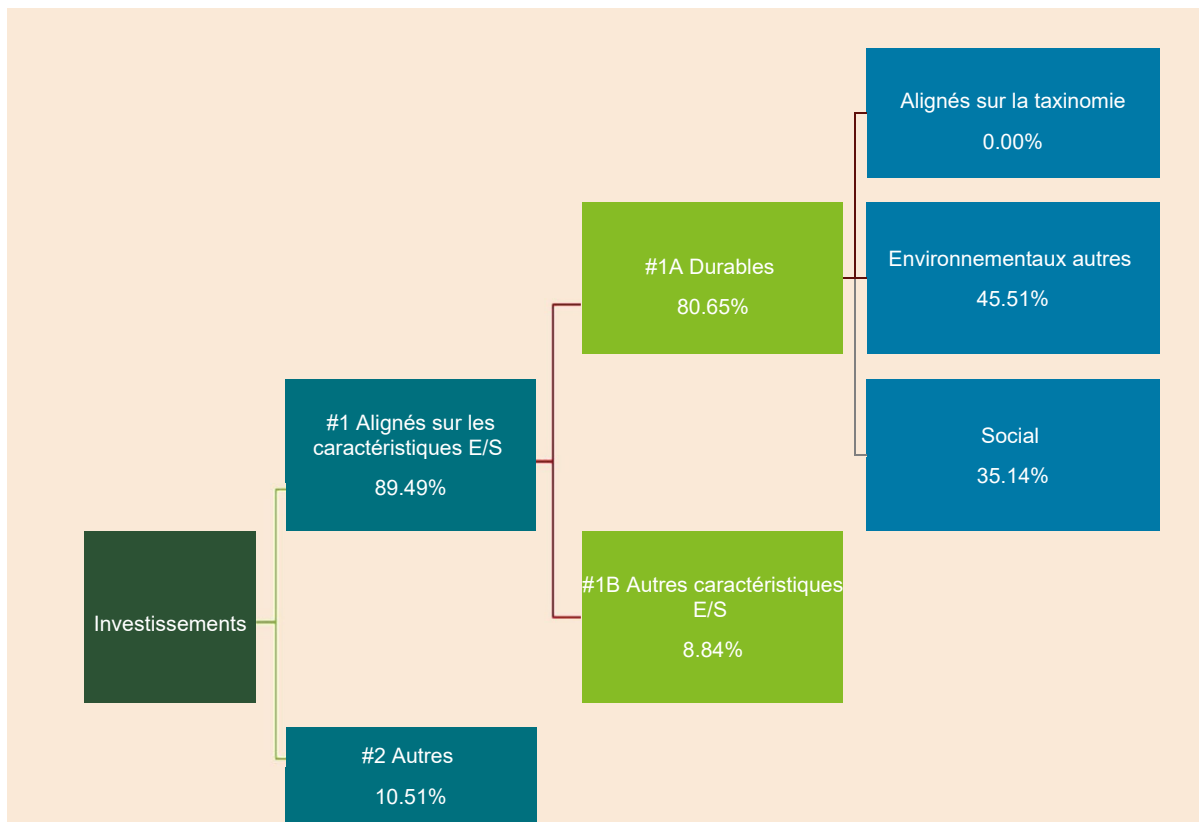 Alignés sur la taxinomie
0.00%
#1A Durables
80.65%
Environnementaux autres
45.51%
#1 Alignés sur les
caractéristiques E/S
89.49%
Social
35.14%
Investissements
#1B Autres caractéristiques
E/S
8.84%
#2 Autres
10.51%